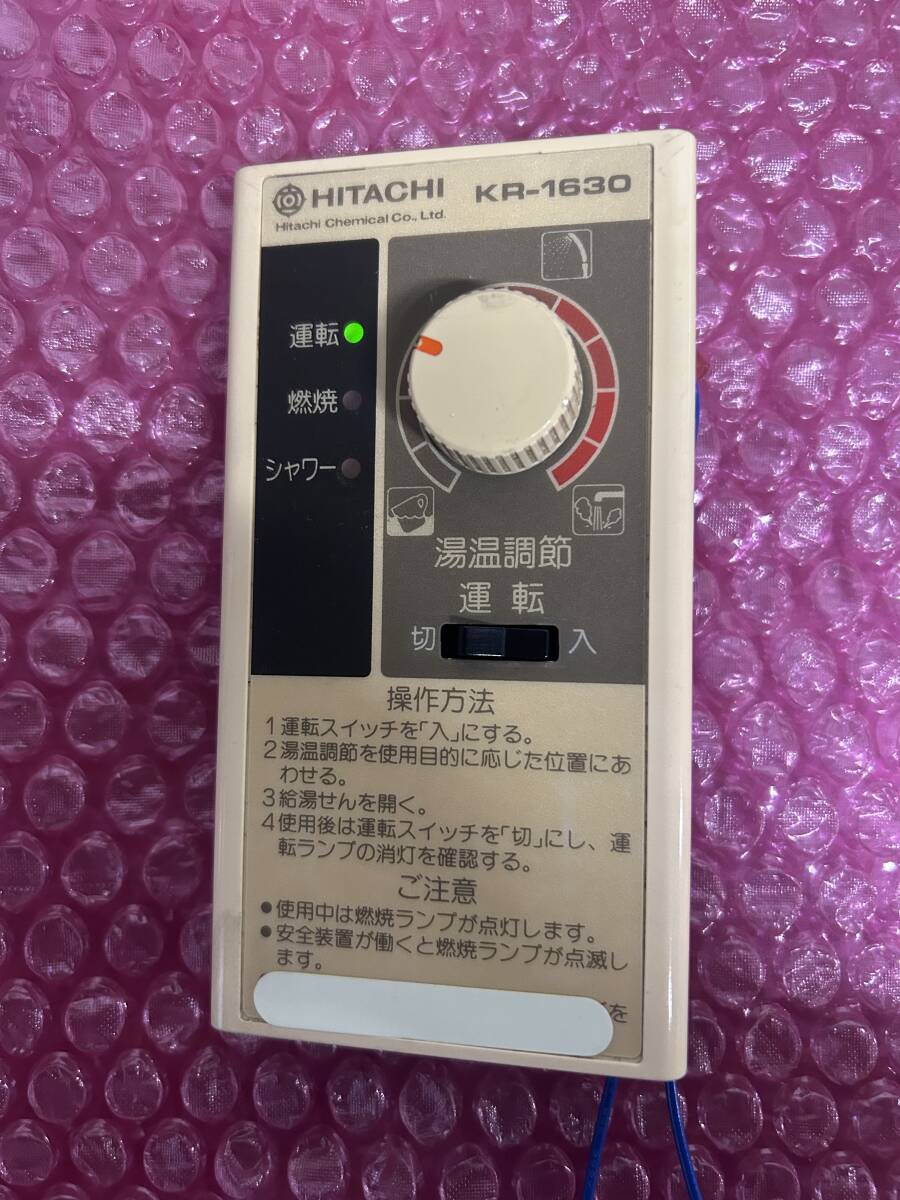 HITACHI KR-1630
Hitachi Chemical Co., Ltd.
運転
燃焼
シャワー
湯温調節
運転
切 入
操作方法
1運転スイッチを「入」にする。
2湯温調節を使用目的に応じた位置にあ
わせる。
3給湯せんを開く。
4使用後は運転スイッチを「切」にし、運
転ランプの消灯を確認する。
ご注意
●使用中は燃焼ランプが点灯します。
●安全装置が働くと燃焼ランプが点滅し
ます。
を